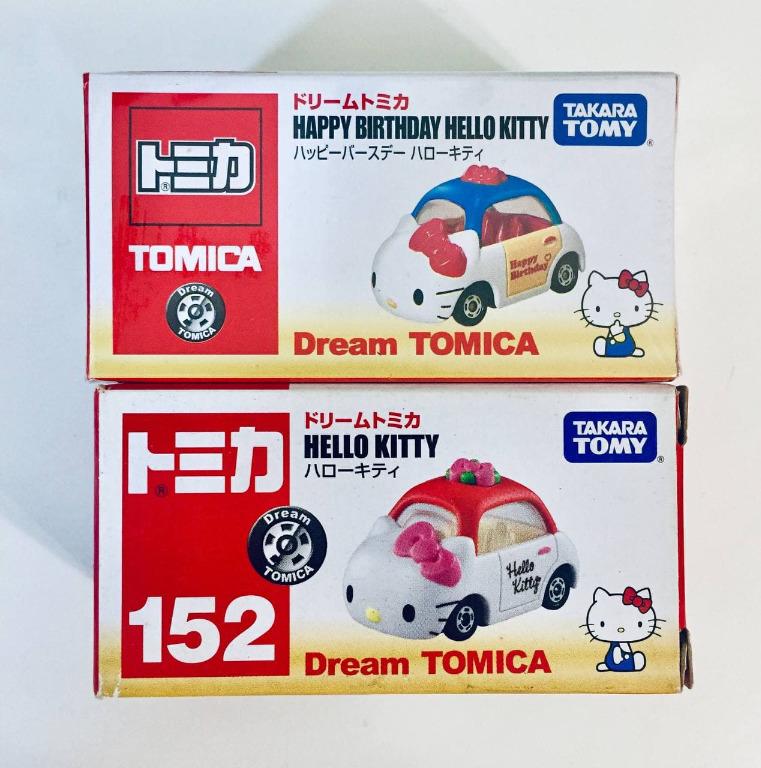 トミカ
®
TOMICA
Dream
TOMICA
ドリームトミカ
HAPPY BIRTHDAY HELLO KITTY
ハッピーバースデー ハローキティ
TAKARA
TOMY
®
Happy
Birthday
Dream TOMICA
トミカ
®
Dream
TOMICA
152
ドリームトミカ
HELLO KITTY
ハローキティ
TAKARA
TOMY
®
Hello
Kitty
Dream TOMICA